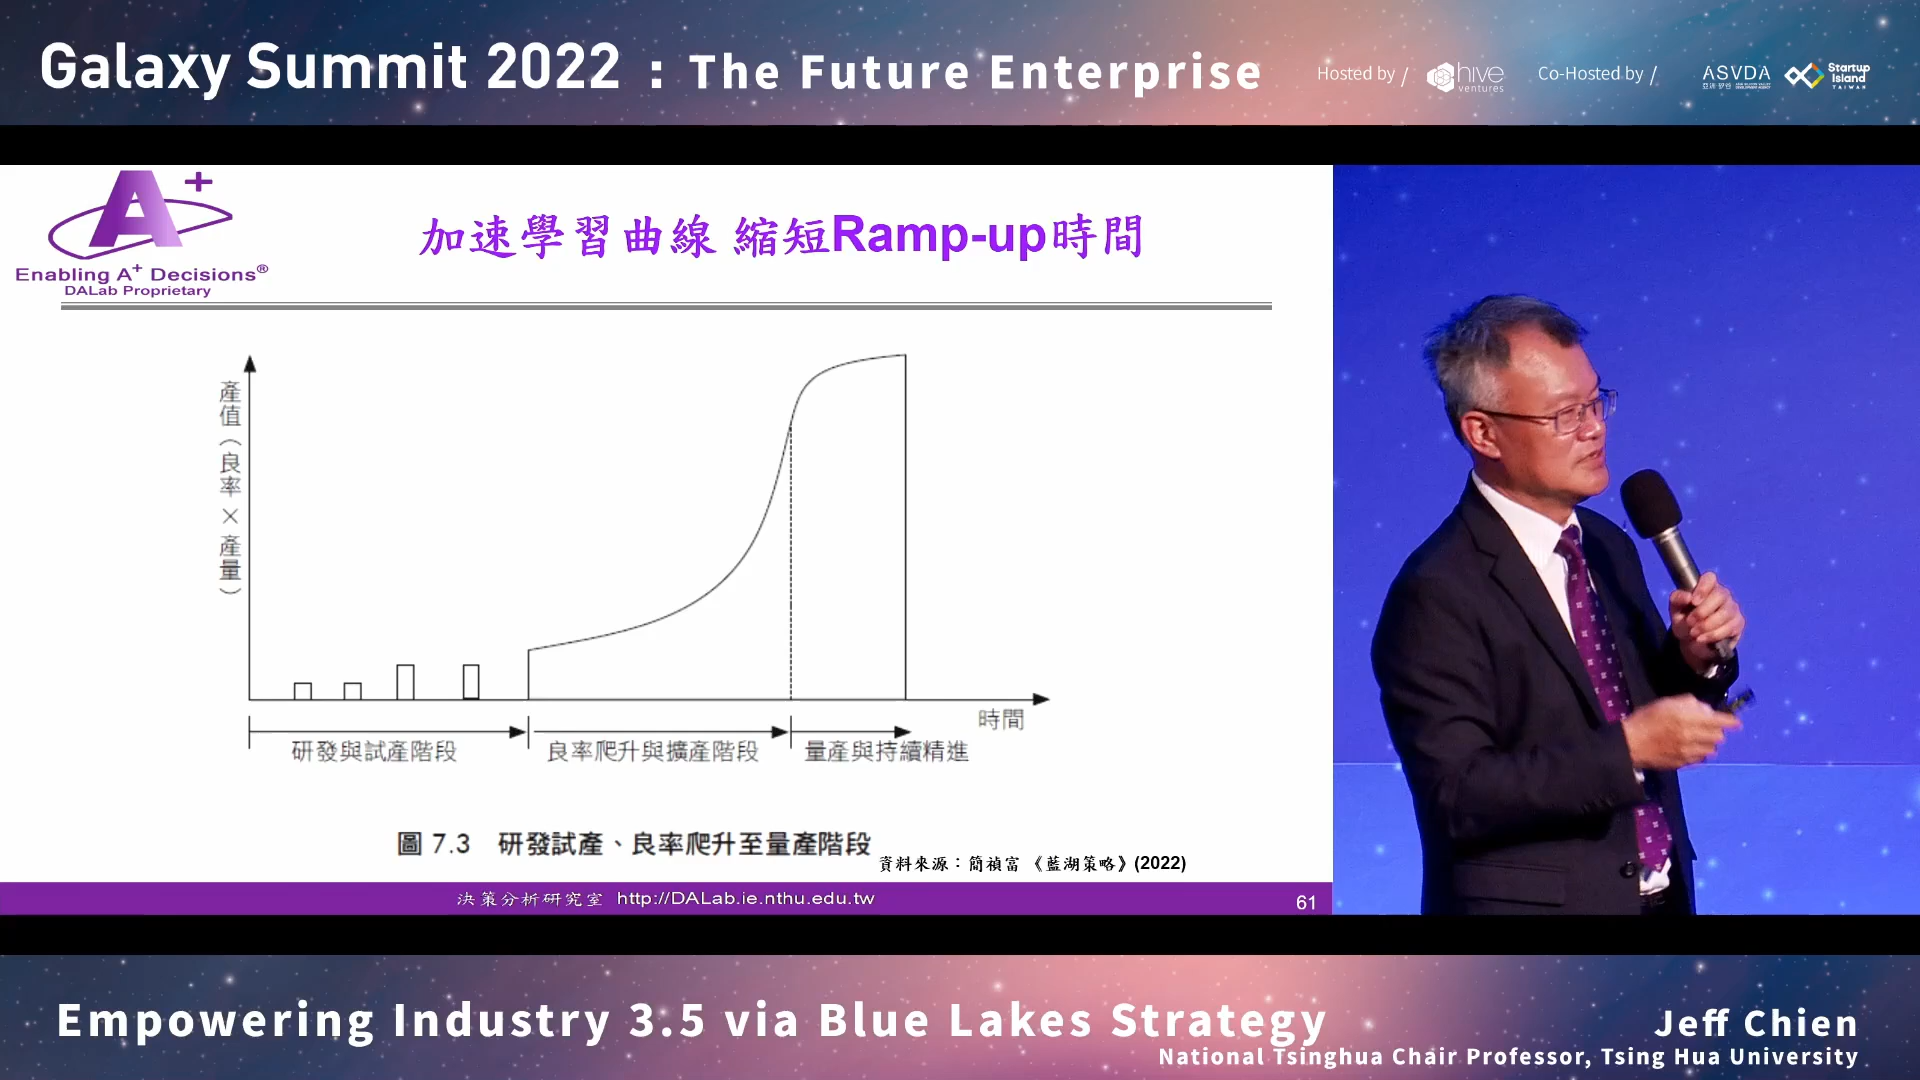 Galaxy Summit 2022 : The Future Enterprise
Hosted by /
hive
ventures
Co-Hosted by /
ASVDA
Startup
Island
TAIWAN
A+
Enabling A+ Decisions®
DALab Proprietary
加速學習曲線 縮短Ramp-up時間
產值(良率×產量)
時間
研發與試產階段
良率爬升與擴產階段
量產與持續精進
圖 7.3 研發試產、良率爬升至量產階段
資料來源:簡禎富《藍湖策略》(2022)
決策分析研究室 http://DALab.ie.nthu.edu.tw
61
Empowering Industry 3.5 via Blue Lakes Strategy
Jeff Chien
National Tsinghua Chair Professor, Tsing Hua University